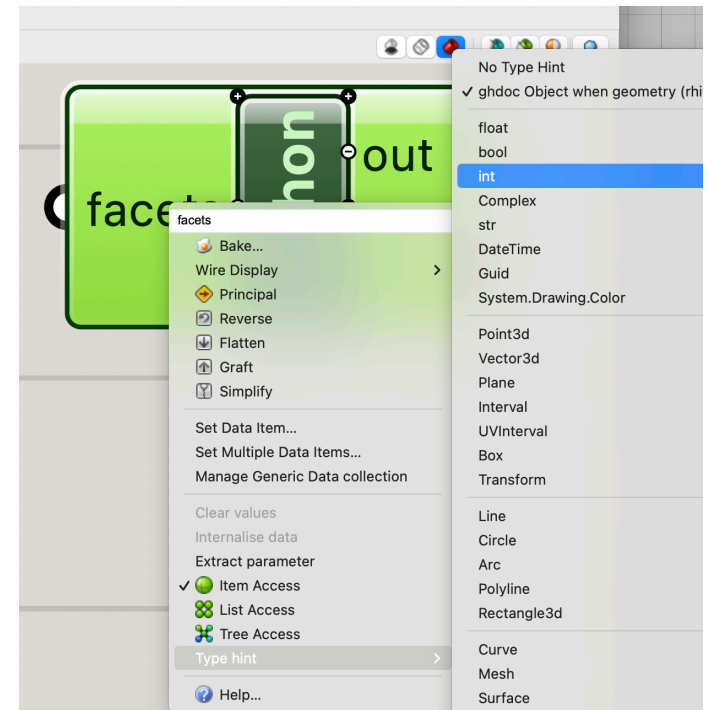 out
facets
Bake...
Wire Display
Principal
Reverse
Flatten
Graft
Simplify
Set Data Item...
Set Multiple Data Items...
Manage Generic Data collection
Clear values
Internalise data
Extract parameter
Item Access
List Access
Tree Access
Type hint
Help...
No Type Hint
ghdoc Object when geometry (rhi
float
bool
int
Complex
str
DateTime
Guid
System.Drawing.Color
Point3d
Vector3d
Plane
Interval
UVInterval
Box
Transform
Line
Circle
Arc
Polyline
Rectangle3d
Curve
Mesh
Surface